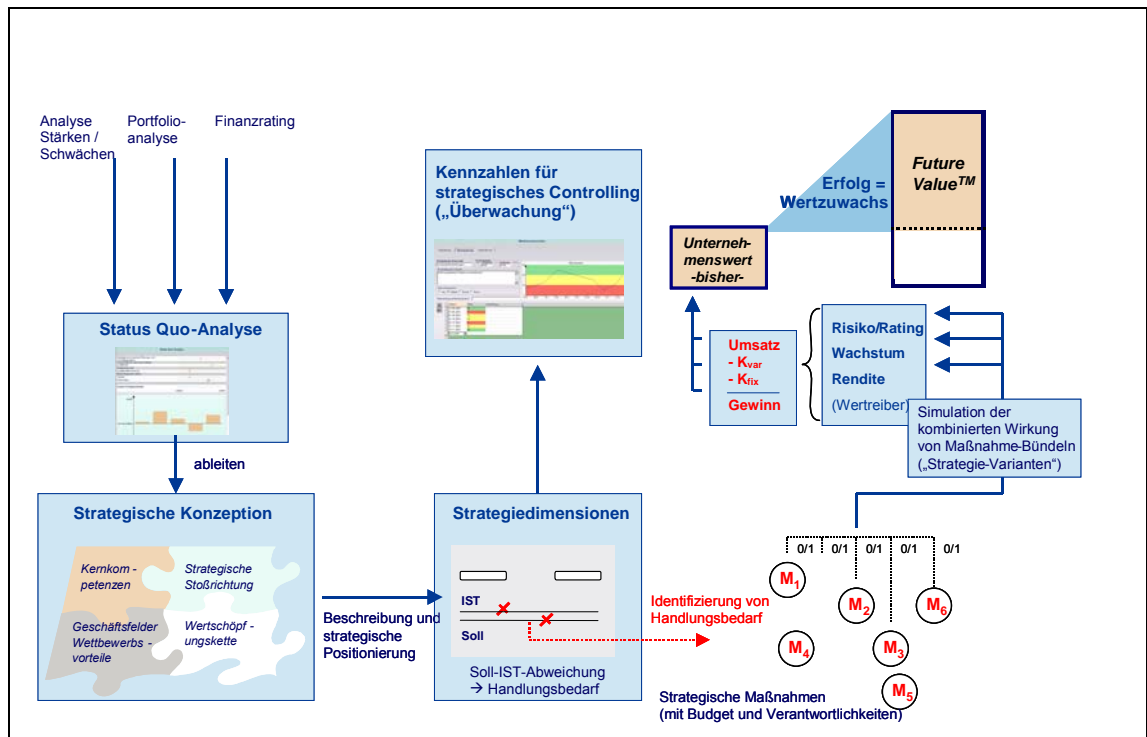 Analyse
Stärken /
Schwächen
Portfolio-
analyse
Finanzrating
Status Quo-Analyse
ableiten
Strategische Konzeption
Kernkom -
petenzen
Strategische
Stoßrichtung
Geschäftsfelder
Wettbewerbs -
vorteile
Wertschöpf -
ungskette
Beschreibung und
strategische
Positionierung
Kennzahlen für
strategisches Controlling
(„Überwachung“)
Strategiedimensionen
IST
Soll
Soll-IST-Abweichung
→ Handlungsbedarf
Identifizierung von
Handlungsbedarf
Erfolg =
Wertzuwachs
Future
Value™
Unterneh-
menswert
-bisher-
Umsatz
- Kvar
- Kfix
Gewinn
Risiko/Rating
Wachstum
Rendite
(Wertreiber)
Simulation der
kombinierten Wirkung
von Maßnahme-Bündeln
(„Strategie-Varianten“)
0/1 0/1 0/1 0/1 0/1
M1
M2
M6
M4
M3
M5
Strategische Maßnahmen
(mit Budget und Verantwortlichkeiten)